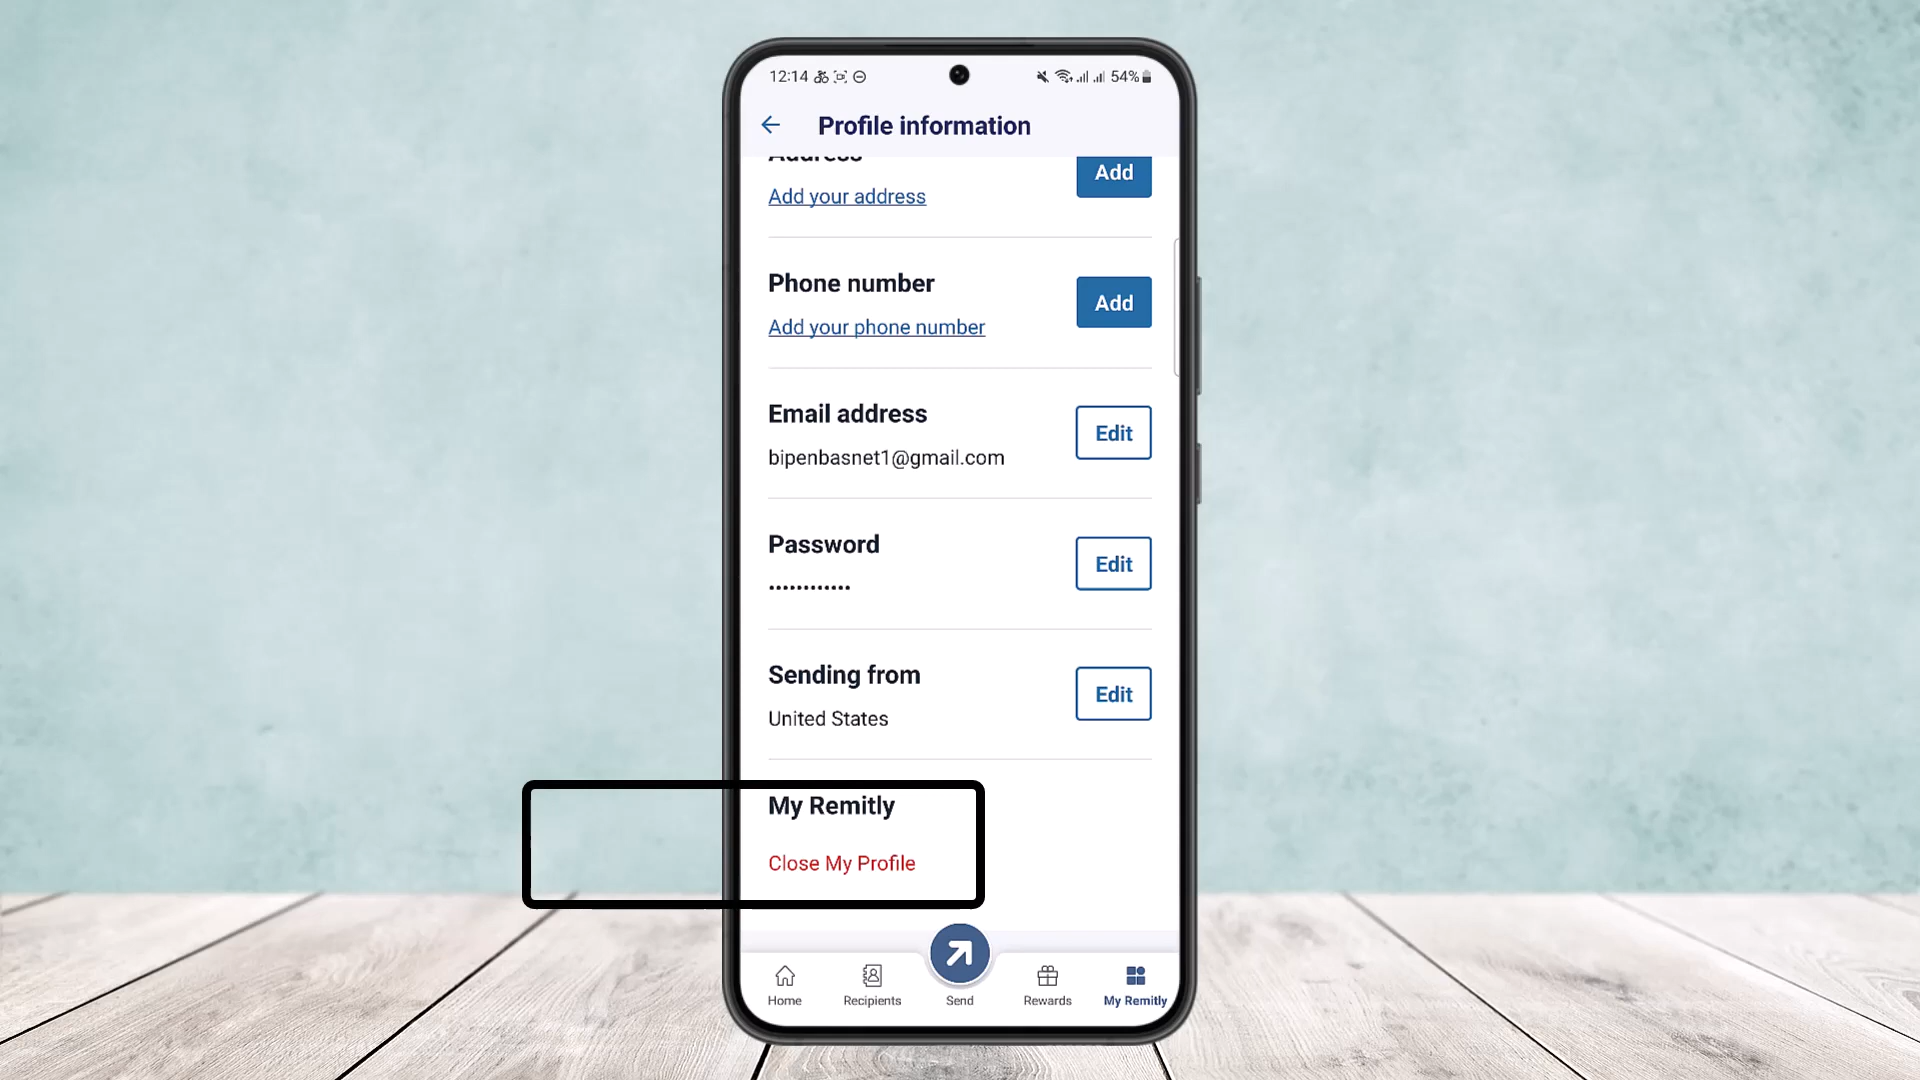 12:14 54%
Profile information
Address
Add
Add your address
Phone number
Add
Add your phone number
Email address
Edit
bipenbasnet1@gmail.com
Password
Edit
••••••••••••
Sending from
Edit
United States
My Remitly
Close My Profile
Home Recipients Send Rewards My Remitly